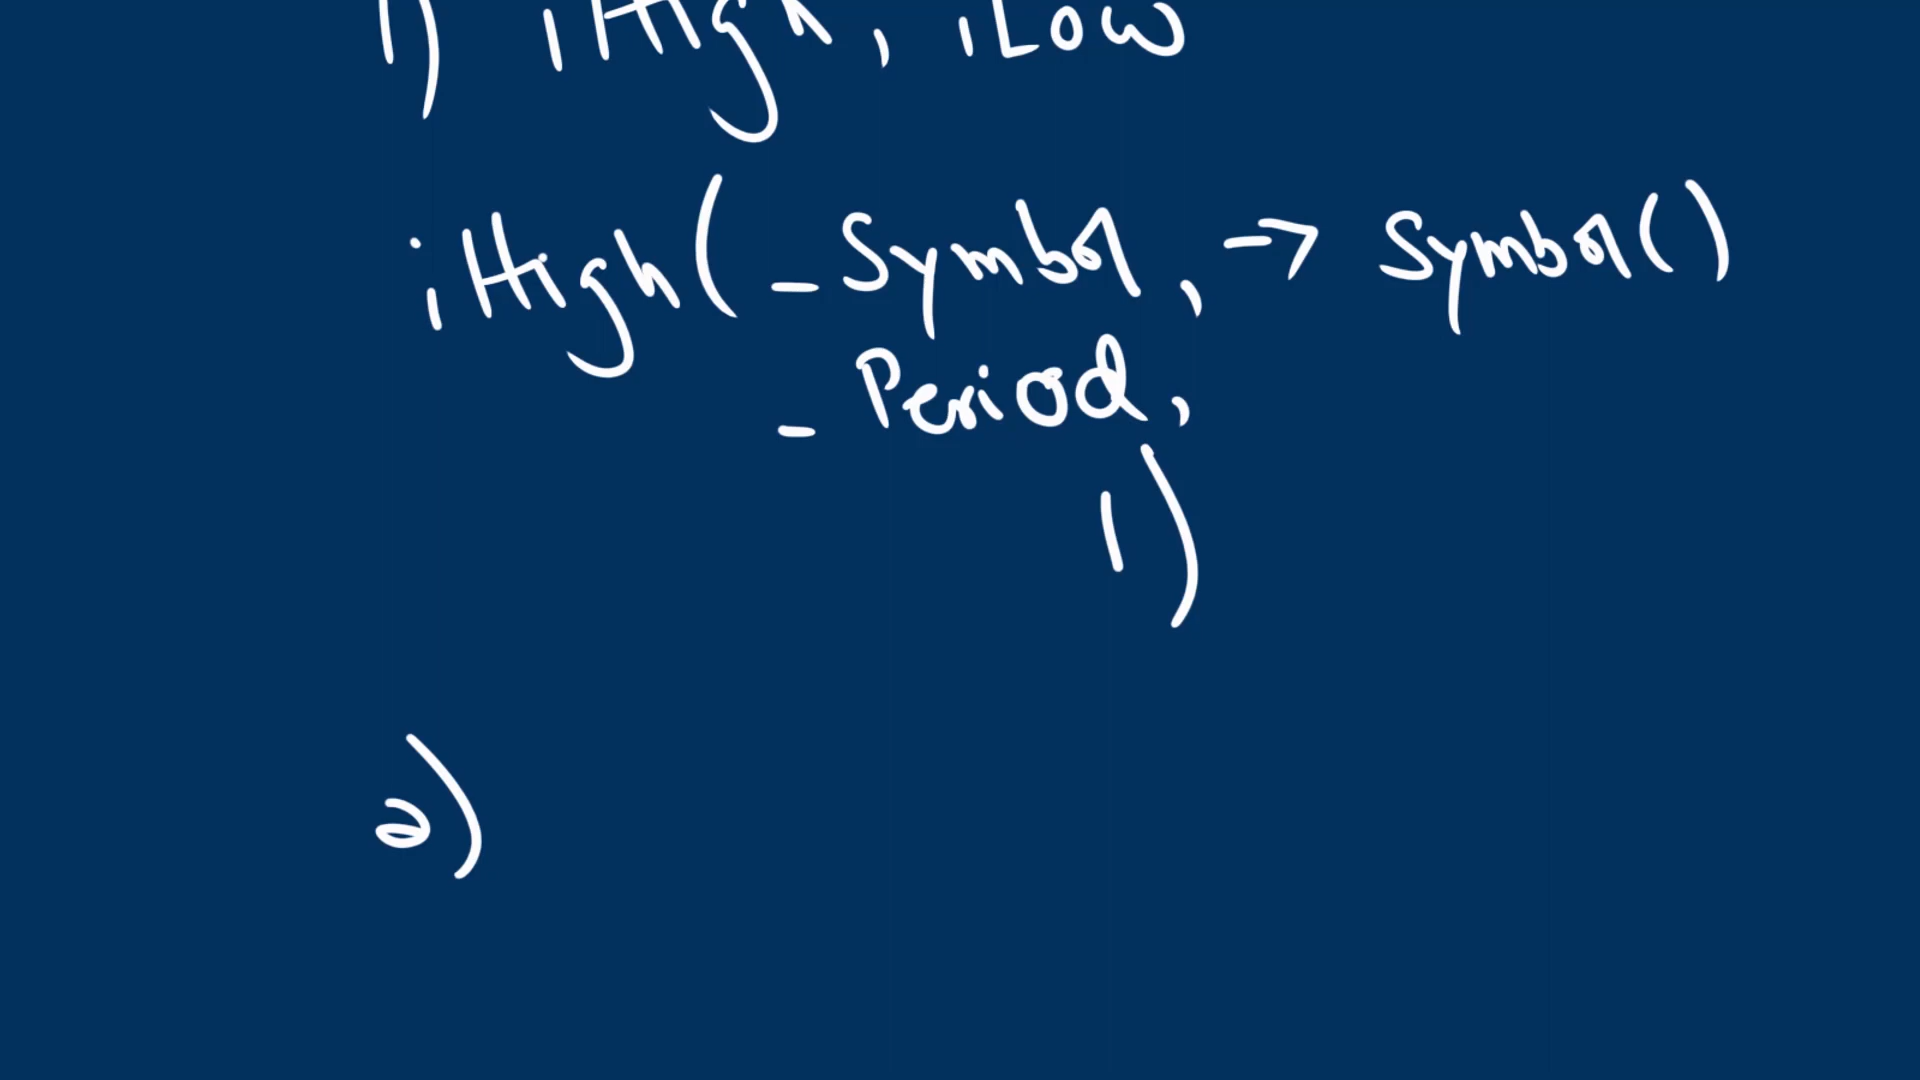 1) iHigh, iLow
iHigh(_Symbol, -> Symbol()
_Period,
1)
2)